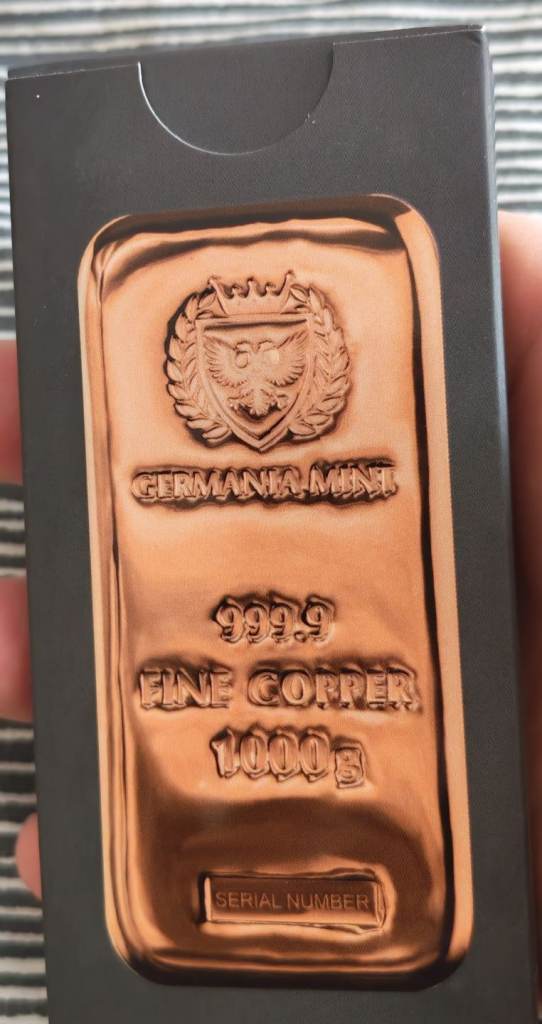 GERMANIA MINT
999.9
FINE COPPER
1000g
SERIAL NUMBER